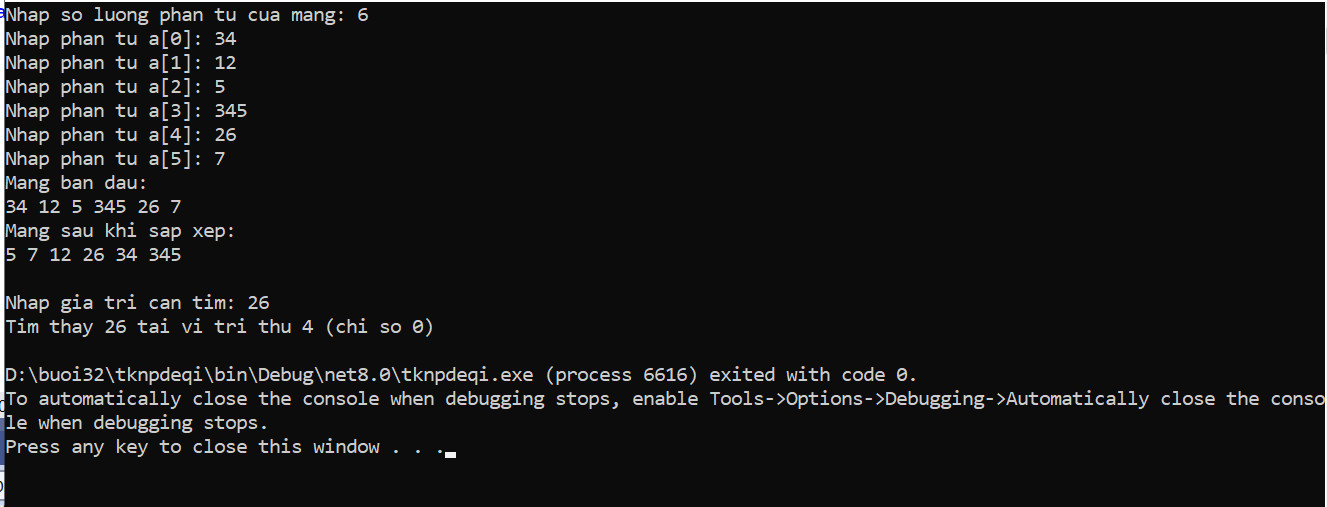 Nhap so luong phan tu cua mang: 6
Nhap phan tu a[0]: 34
Nhap phan tu a[1]: 12
Nhap phan tu a[2]: 5
Nhap phan tu a[3]: 345
Nhap phan tu a[4]: 26
Nhap phan tu a[5]: 7
Mang ban dau:
34 12 5 345 26 7
Mang sau khi sap xep:
5 7 12 26 34 345
Nhap gia tri can tim: 26
Tim thay 26 tai vi tri thu 4 (chi so 0)
D:\buoi32\tknpdeqi\bin\Debug\net8.0\tknpdeqi.exe (process 6616) exited with code 0.
To automatically close the console when debugging stops, enable Tools->Options->Debugging->Automatically close the conso
le when debugging stops.
Press any key to close this window . . .